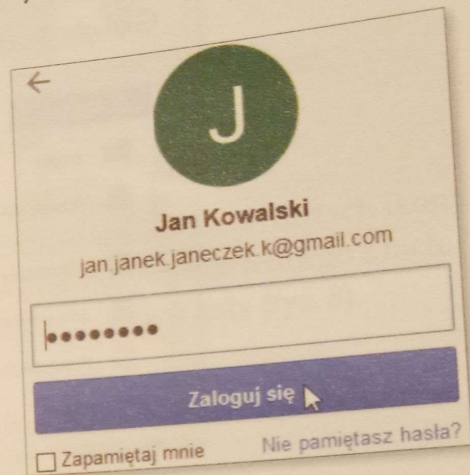 J
Jan Kowalski
jan.janek.janeczek.k@gmail.com
••••••••
Zaloguj się
Zapamiętaj mnie Nie pamiętasz hasła?